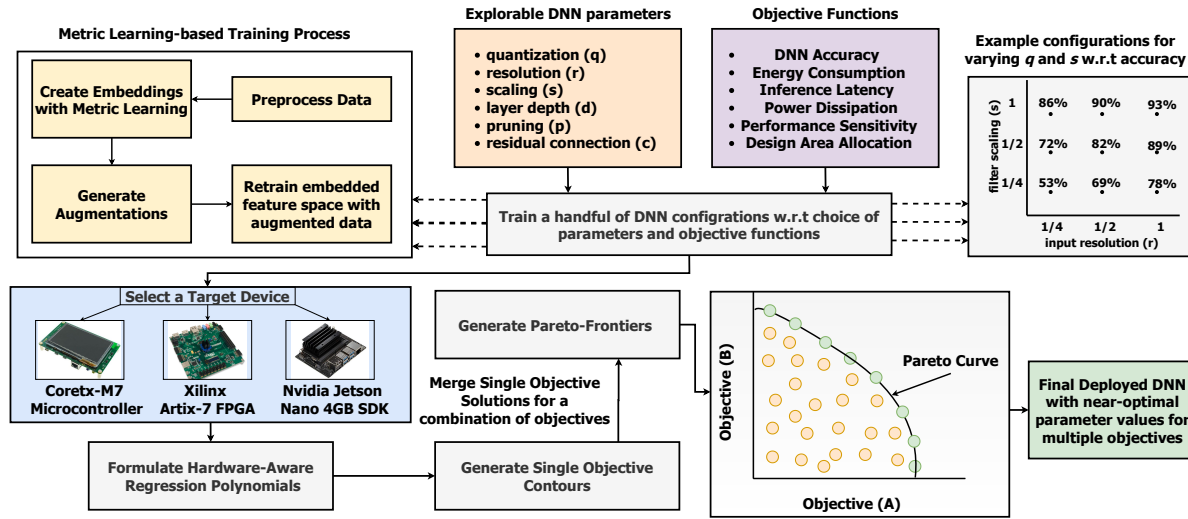 Metric Learning-based Training Process
Create Embeddings
with Metric Learning
Preprocess Data
Generate
Augmentations
Retrain embedded
feature space with
augmented data
Explorable DNN parameters
• quantization (q)
• resolution (r)
• scaling (s)
• layer depth (d)
• pruning (p)
• residual connection (c)
Objective Functions
• DNN Accuracy
• Energy Consumption
• Inference Latency
• Power Dissipation
• Performance Sensitivity
• Design Area Allocation
Example configurations for
varying q and s w.r.t accuracy
filter scaling (s)
1 86% 90% 93%
1/2 72% 82% 89%
1/4 53% 69% 78%
1/4 1/2 1
input resolution (r)
Train a handful of DNN configrations w.r.t choice of
parameters and objective functions
Select a Target Device
Coretx-M7
Microcontroller
Xilinx
Artix-7 FPGA
Nvidia Jetson
Nano 4GB SDK
Formulate Hardware-Aware
Regression Polynomials
Generate Single Objective
Contours
Merge Single Objective
Solutions for a
combination of objectives
Generate Pareto-Frontiers
Objective (B)
Pareto Curve
Objective (A)
Final Deployed DNN
with near-optimal
parameter values for
multiple objectives